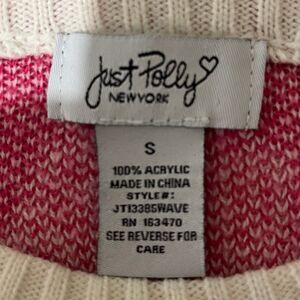 Just Polly♡
NEW YORK
S
100% ACRYLIC
MADE IN CHINA
STYLE#:
JT13385WAVE
RN 163470
SEE REVERSE FOR
CARE